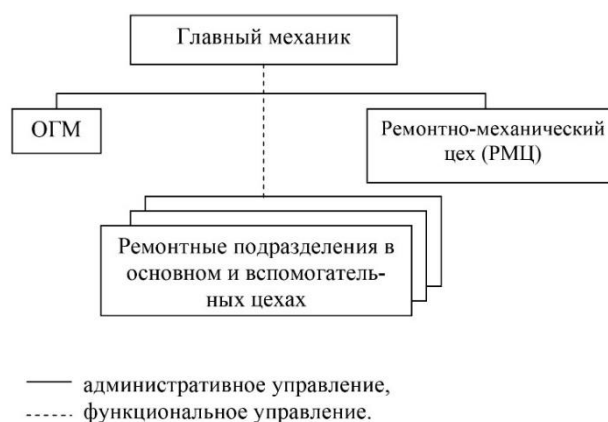 Главный механик
ОГМ
Ремонтно-механический
цех (РМЦ)
Ремонтные подразделения в
основном и вспомогатель-
ных цехах
административное управление,
функциональное управление.